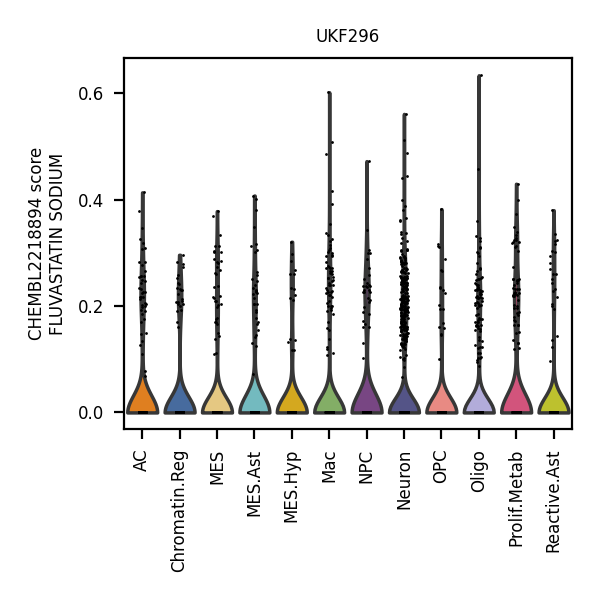 UKF296
CHEMBL2218894 score
FLUVASTATIN SODIUM
0.6
0.4
0.2
0.0
AC
Chromatin.Reg
MES
MES.Ast
MES.Hyp
Mac
NPC
Neuron
OPC
Oligo
Prolif.Metab
Reactive.Ast